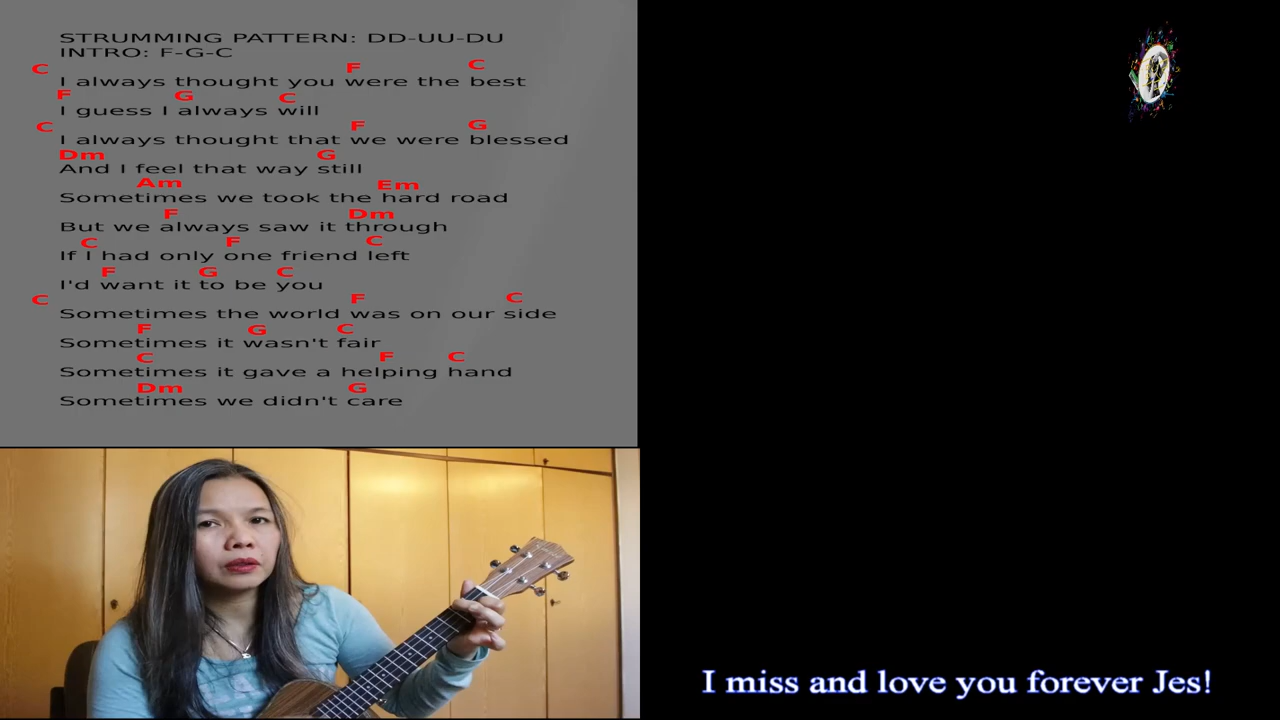 STRUMMING PATTERN: DD-UU-DU
INTRO: F-G-C
C F C
I always thought you were the best
F G C
I guess I always will
C F G
I always thought that we were blessed
Dm G
And I feel that way still
Am Em
Sometimes we took the hard road
F Dm
But we always saw it through
C F C
If I had only one friend left
F G C
I'd want it to be you
C F C
Sometimes the world was on our side
F G C
Sometimes it wasn't fair
C F C
Sometimes it gave a helping hand
Dm G
Sometimes we didn't care
I miss and love you forever Jes!